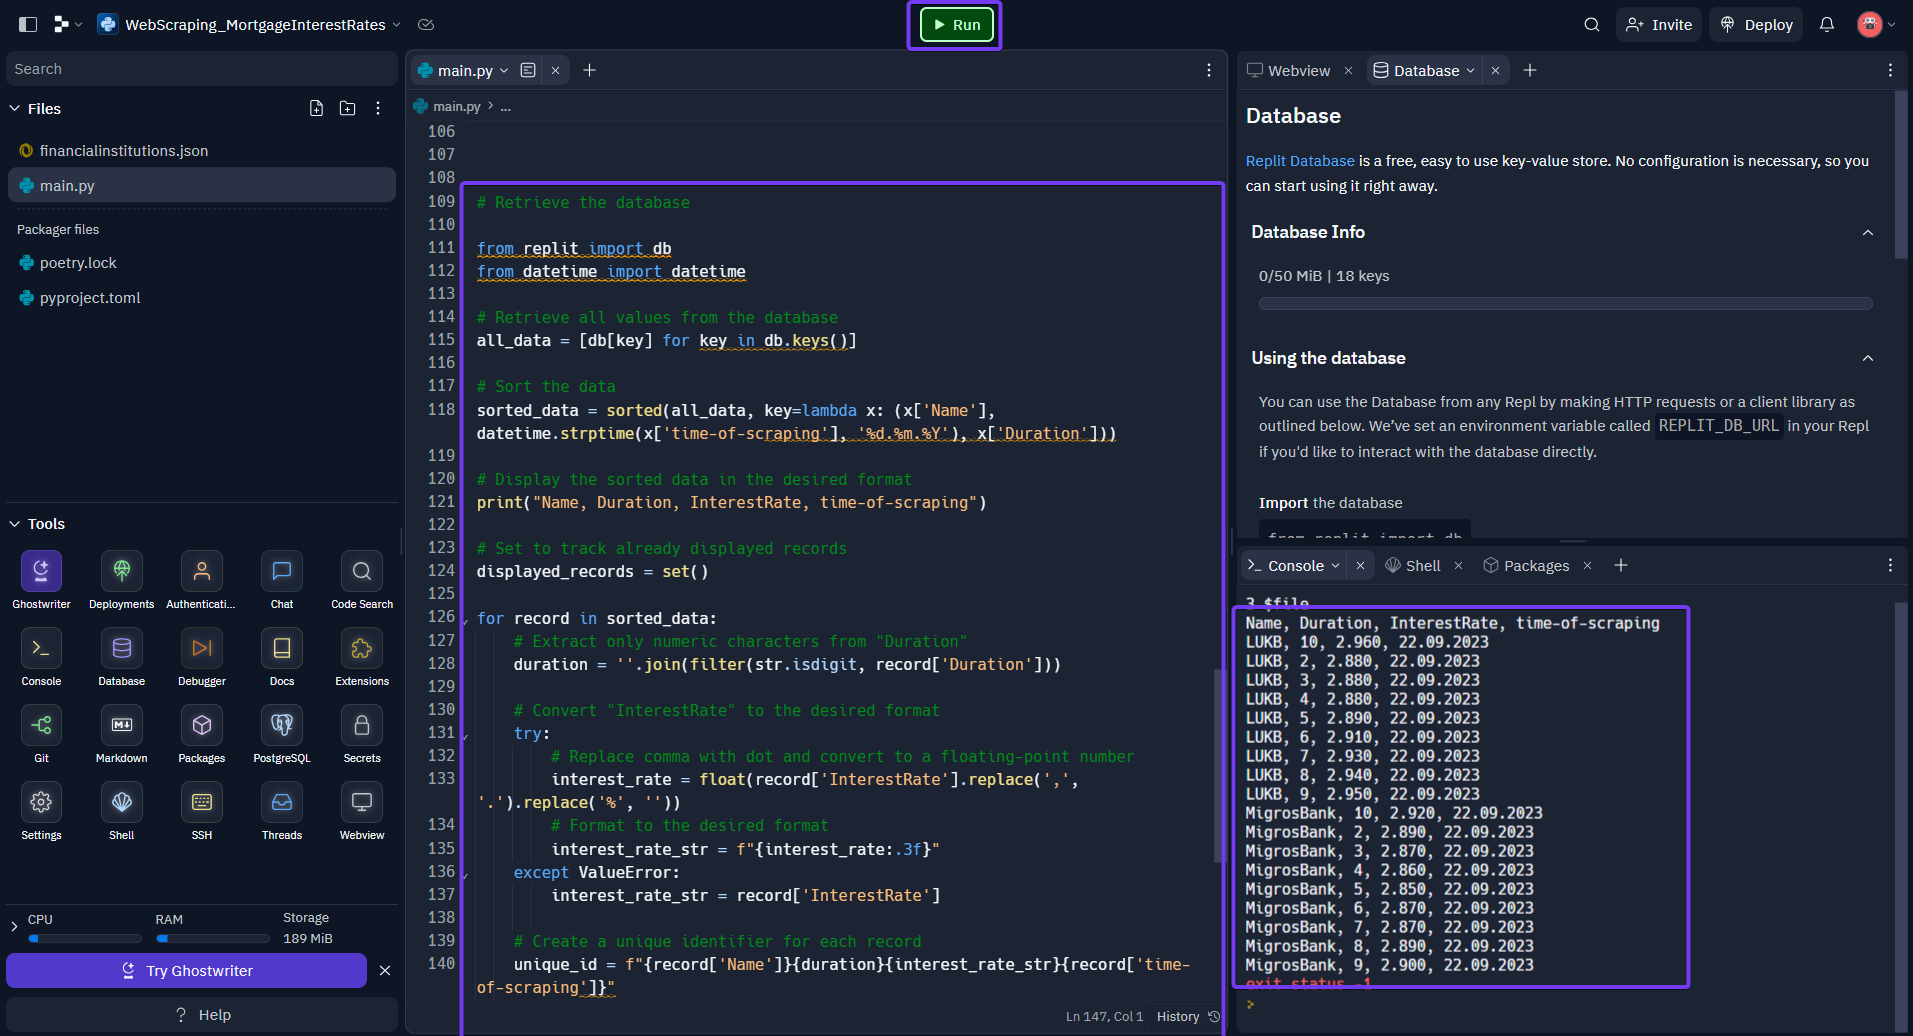 WebScraping_MortgageInterestRates
Run
Invite
Deploy
Search
Files
financialinstitutions.json
main.py
Packager files
poetry.lock
pyproject.toml
Tools
Ghostwriter
Deployments
Authenticati...
Chat
Code Search
Console
Database
Debugger
Docs
Extensions
Git
Markdown
Packages
PostgreSQL
Secrets
Settings
Shell
SSH
Threads
Webview
CPU
RAM
Storage
189 MiB
Try Ghostwriter
Help
main.py
main.py > ...
106
107
108
109 # Retrieve the database
110
111 from replit import db
112 from datetime import datetime
113
114 # Retrieve all values from the database
115 all_data = [db[key] for key in db.keys()]
116
117 # Sort the data
118 sorted_data = sorted(all_data, key=lambda x: (x['Name'],
datetime.strptime(x['time-of-scraping'], '%d.%m.%Y'), x['Duration']))
119
120 # Display the sorted data in the desired format
121 print("Name, Duration, InterestRate, time-of-scraping")
122
123 # Set to track already displayed records
124 displayed_records = set()
125
126 for record in sorted_data:
127 # Extract only numeric characters from "Duration"
128 duration = ''.join(filter(str.isdigit, record['Duration']))
129
130 # Convert "InterestRate" to the desired format
131 try:
132 # Replace comma with dot and convert to a floating-point number
133 interest_rate = float(record['InterestRate'].replace(',',
'.').replace('%', ''))
134 # Format to the desired format
135 interest_rate_str = f"{interest_rate:.3f}"
136 except ValueError:
137 interest_rate_str = record['InterestRate']
138
139 # Create a unique identifier for each record
140 unique_id = f"{record['Name']}{duration}{interest_rate_str}{record['time-
of-scraping']}"
Ln 147, Col 1
History
Webview
Database
Database
Replit Database is a free, easy to use key-value store. No configuration is necessary, so you
can start using it right away.
Database Info
0/50 MiB | 18 keys
Using the database
You can use the Database from any Repl by making HTTP requests or a client library as
outlined below. We've set an environment variable called REPLIT_DB_URL in your Repl
if you'd like to interact with the database directly.
Import the database
from replit import db
Console
Shell
Packages
3 $file
Name, Duration, InterestRate, time-of-scraping
LUKB, 10, 2.960, 22.09.2023
LUKB, 2, 2.880, 22.09.2023
LUKB, 3, 2.880, 22.09.2023
LUKB, 4, 2.880, 22.09.2023
LUKB, 5, 2.890, 22.09.2023
LUKB, 6, 2.910, 22.09.2023
LUKB, 7, 2.930, 22.09.2023
LUKB, 8, 2.940, 22.09.2023
LUKB, 9, 2.950, 22.09.2023
MigrosBank, 10, 2.920, 22.09.2023
MigrosBank, 2, 2.890, 22.09.2023
MigrosBank, 3, 2.870, 22.09.2023
MigrosBank, 4, 2.860, 22.09.2023
MigrosBank, 5, 2.850, 22.09.2023
MigrosBank, 6, 2.870, 22.09.2023
MigrosBank, 7, 2.870, 22.09.2023
MigrosBank, 8, 2.890, 22.09.2023
MigrosBank, 9, 2.900, 22.09.2023
exit status -1